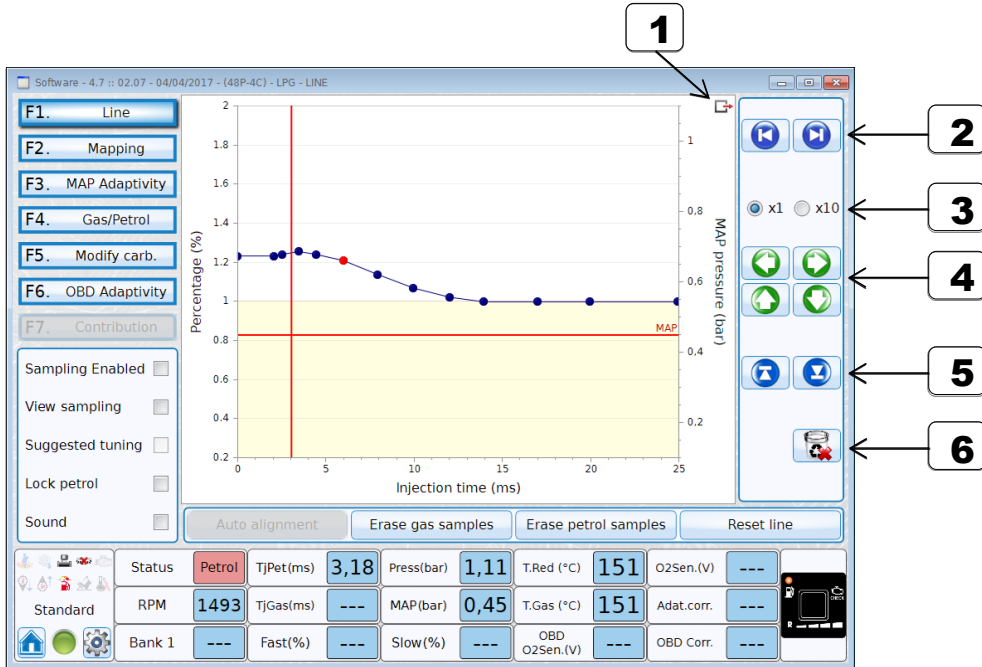 1
Software - 4.7 :: 02.07 - 04/04/2017 - (48P-4C) - LPG - LINE
F1. Line
F2. Mapping
F3. MAP Adaptivity
F4. Gas/Petrol
F5. Modify carb.
F6. OBD Adaptivity
F7. Contribution
Sampling Enabled
View sampling
Suggested tuning
Lock petrol
Sound
Percentage (%)
2
1.8
1.6
1.4
1.2
1
0.8
0.6
0.4
0.2
0 5 10 15 20 25
Injection time (ms)
MAP
1
0.8
0.6
0.4
0.2
MAP pressure (bar)
x1 x10
2
3
4
5
6
Auto alignment Erase gas samples Erase petrol samples Reset line
Status Petrol TjPet(ms) 3,18 Press(bar) 1,11 T.Red (°C) 151 O2Sen.(V) ---
Standard
RPM 1493 TjGas(ms) --- MAP(bar) 0,45 T.Gas (°C) 151 Adat.corr. ---
Bank 1 --- Fast(%) --- Slow(%) --- OBD O2Sen.(V) --- OBD Corr. ---
CHECK
R